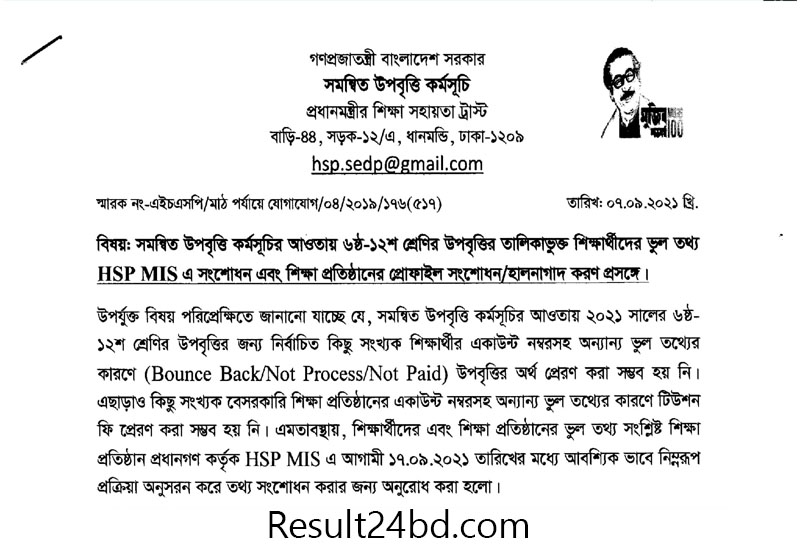 গণপ্রজাতন্ত্রী বাংলাদেশ সরকার
সমন্বিত উপবৃত্তি কর্মসূচি
প্রধানমন্ত্রীর শিক্ষা সহায়তা ট্রাস্ট
বাড়ি-৪৪, সড়ক-১২/এ, ধানমন্ডি, ঢাকা-১২০৯
hsp.sedp@gmail.com
মুজিব
100
স্মারক নং-এইচএসপি/মাঠ পর্যায়ে যোগাযোগ/০৪/২০১৯/১৭৬(৫১৭)
তারিখ: ০৭.০৯.২০২১ খ্রি.
বিষয়: সমন্বিত উপবৃত্তি কর্মসূচির আওতায় ৬ষ্ঠ-১২শ শ্রেণির উপবৃত্তির তালিকাভুক্ত শিক্ষার্থীদের ভুল তথ্য
HSP MIS এ সংশোধন এবং শিক্ষা প্রতিষ্ঠানের প্রোফাইল সংশোধন/হালনাগাদ করণ প্রসঙ্গে।
উপর্যুক্ত বিষয় পরিপ্রেক্ষিতে জানানো যাচ্ছে যে, সমন্বিত উপবৃত্তি কর্মসূচির আওতায় ২০২১ সালের ৬ষ্ঠ-
১২শ শ্রেণির উপবৃত্তির জন্য নির্বাচিত কিছু সংখ্যক শিক্ষার্থীর একাউন্ট নম্বরসহ অন্যান্য ভুল তথ্যের
কারণে (Bounce Back/Not Process/Not Paid) উপবৃত্তির অর্থ প্রেরণ করা সম্ভব হয় নি।
এছাড়াও কিছু সংখ্যক বেসরকারি শিক্ষা প্রতিষ্ঠানের একাউন্ট নম্বরসহ অন্যান্য ভুল তথ্যের কারণে টিউশন
ফি প্রেরণ করা সম্ভব হয় নি। এমতাবস্থায়, শিক্ষার্থীদের এবং শিক্ষা প্রতিষ্ঠানের ভুল তথ্য সংশ্লিষ্ট শিক্ষা
প্রতিষ্ঠান প্রধানগণ কর্তৃক HSP MIS এ আগামী ১৭.০৯.২০২১ তারিখের মধ্যে আবশ্যিক ভাবে নিম্নরূপ
প্রক্রিয়া অনুসরন করে তথ্য সংশোধন করার জন্য অনুরোধ করা হলো।
Result24bd.com